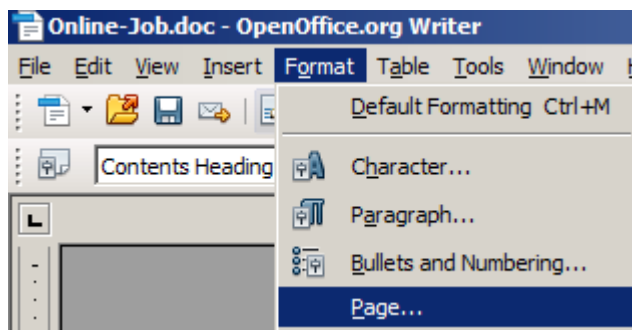 Online-Job.doc - OpenOffice.org Writer
File Edit View Insert Format Table Tools Window
Default Formatting Ctrl+M
Contents Heading
Character...
Paragraph...
Bullets and Numbering...
Page...